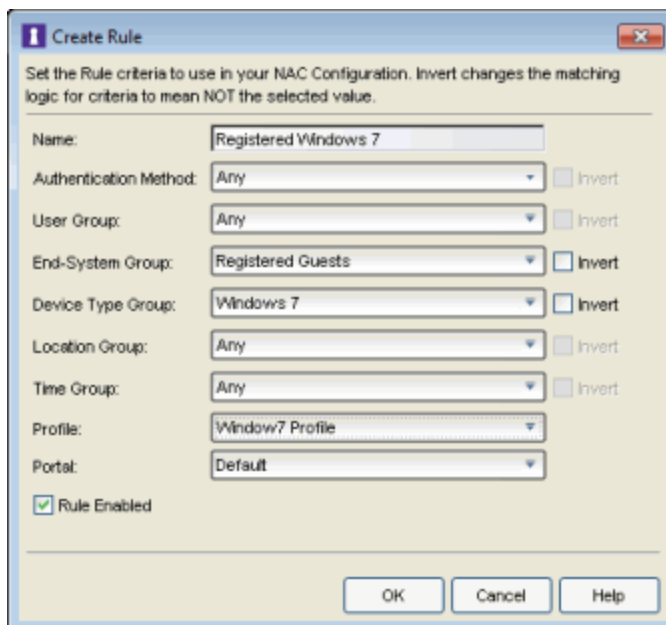 Create Rule
Set the Rule criteria to use in your NAC Configuration. Invert changes the matching
logic for criteria to mean NOT the selected value.
Name: Registered Windows 7
Authentication Method: Any Invert
User Group: Any Invert
End-System Group: Registered Guests Invert
Device Type Group: Windows 7 Invert
Location Group: Any Invert
Time Group: Any Invert
Profile: Window7 Profile
Portal: Default
Rule Enabled
OK Cancel Help